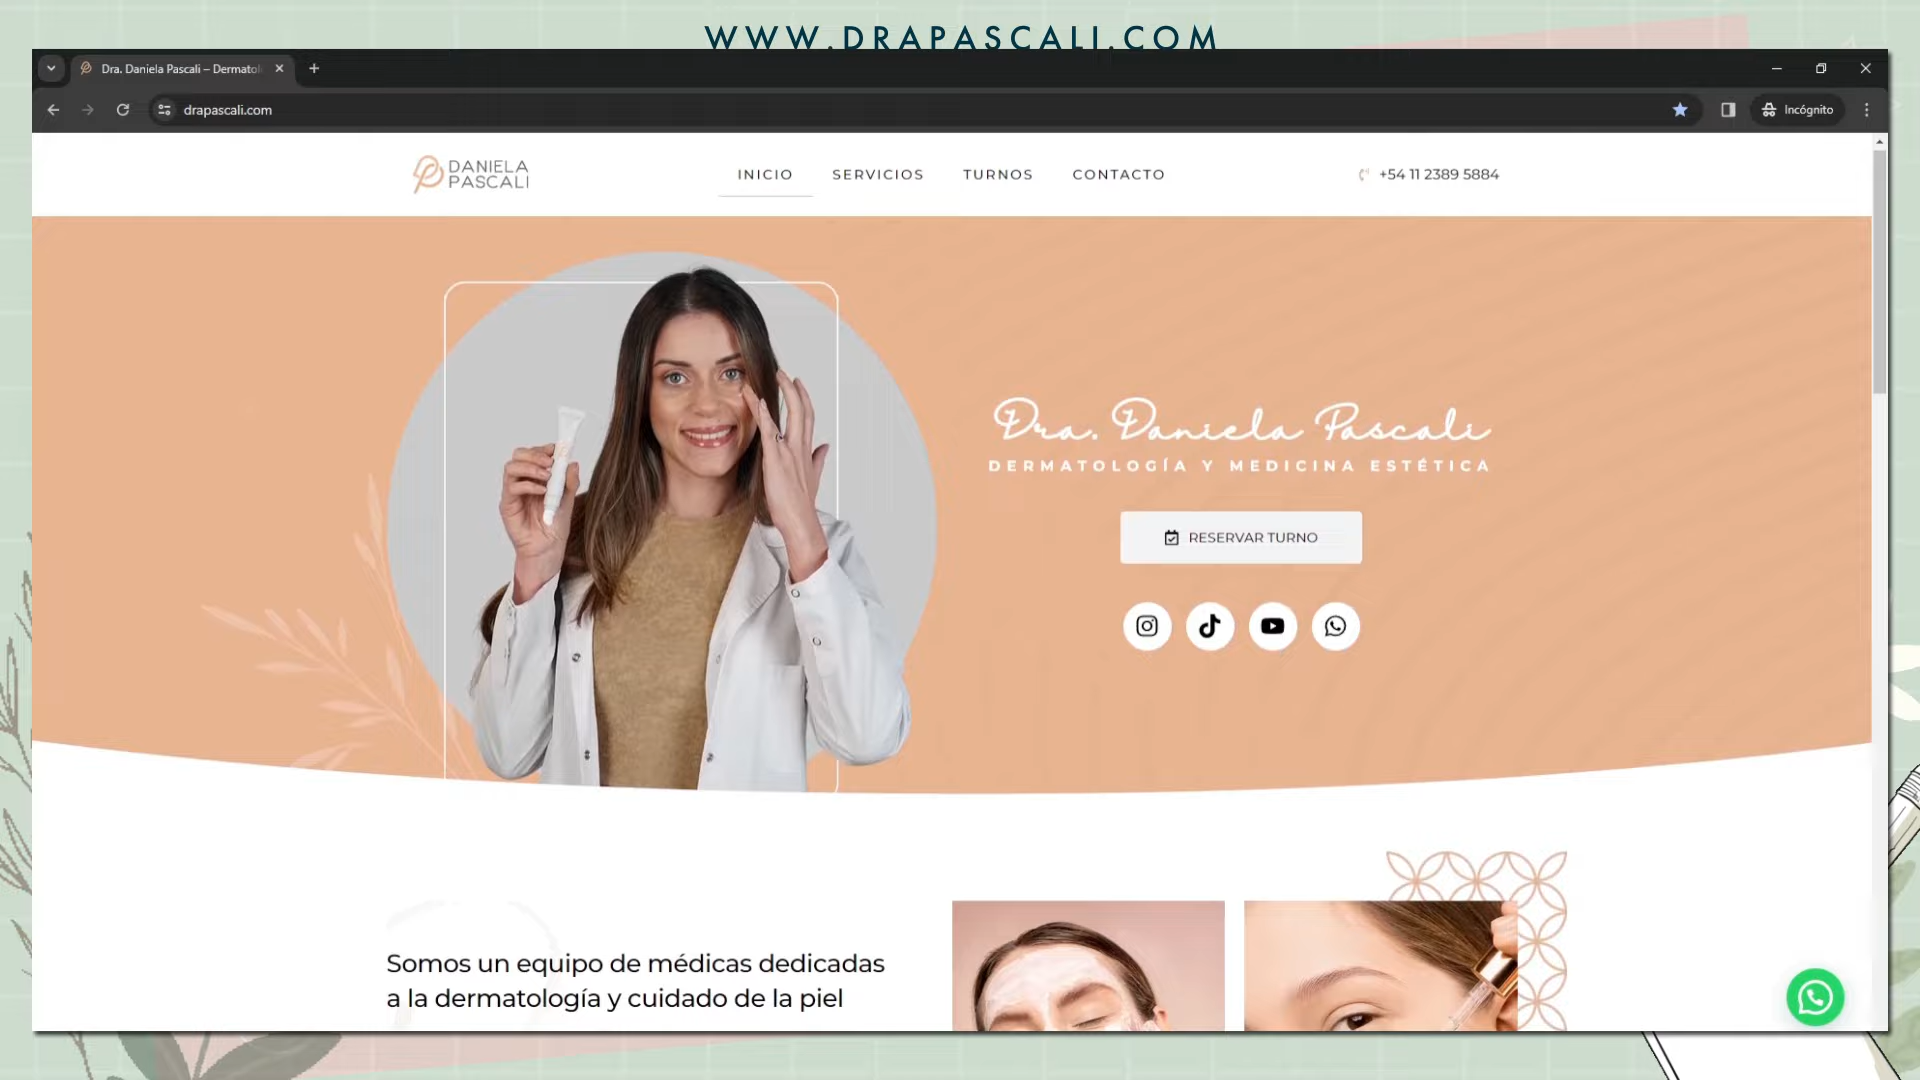 WWW.DRAPASCALI.COM
Dra. Daniela Pascali – Dermatol
drapascali.com
Incógnito
DANIELA
PASCALI
INICIO
SERVICIOS
TURNOS
CONTACTO
+54 11 2389 5884
Dra. Daniela Pascali
DERMATOLOGÍA Y MEDICINA ESTÉTICA
RESERVAR TURNO
Somos un equipo de médicas dedicadas
a la dermatología y cuidado de la piel